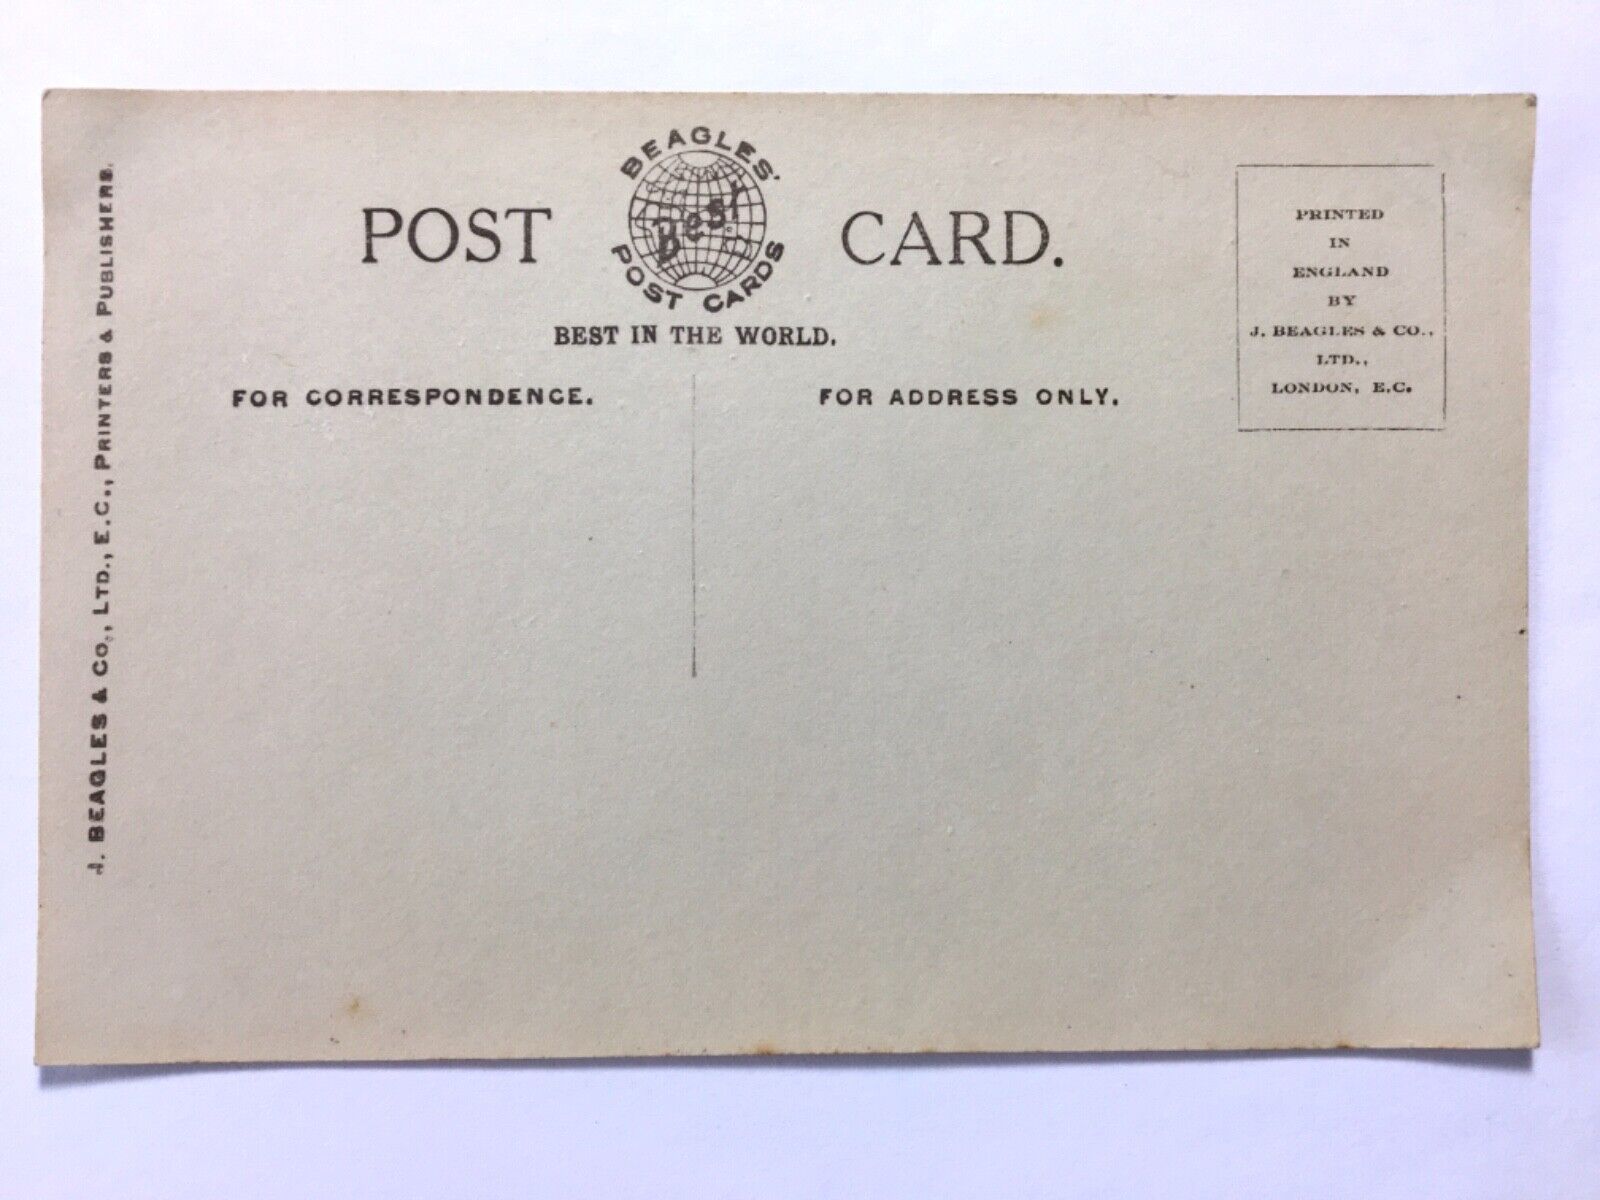 BEAGLES'
Best
POST CARDS
POST CARD.
BEST IN THE WORLD.
FOR CORRESPONDENCE.
FOR ADDRESS ONLY.
PRINTED
IN
ENGLAND
BY
J. BEAGLES & CO.,
LTD.,
LONDON, E.C.
J. BEAGLES & Co., LTD., E.C., PRINTERS & PUBLISHERS.